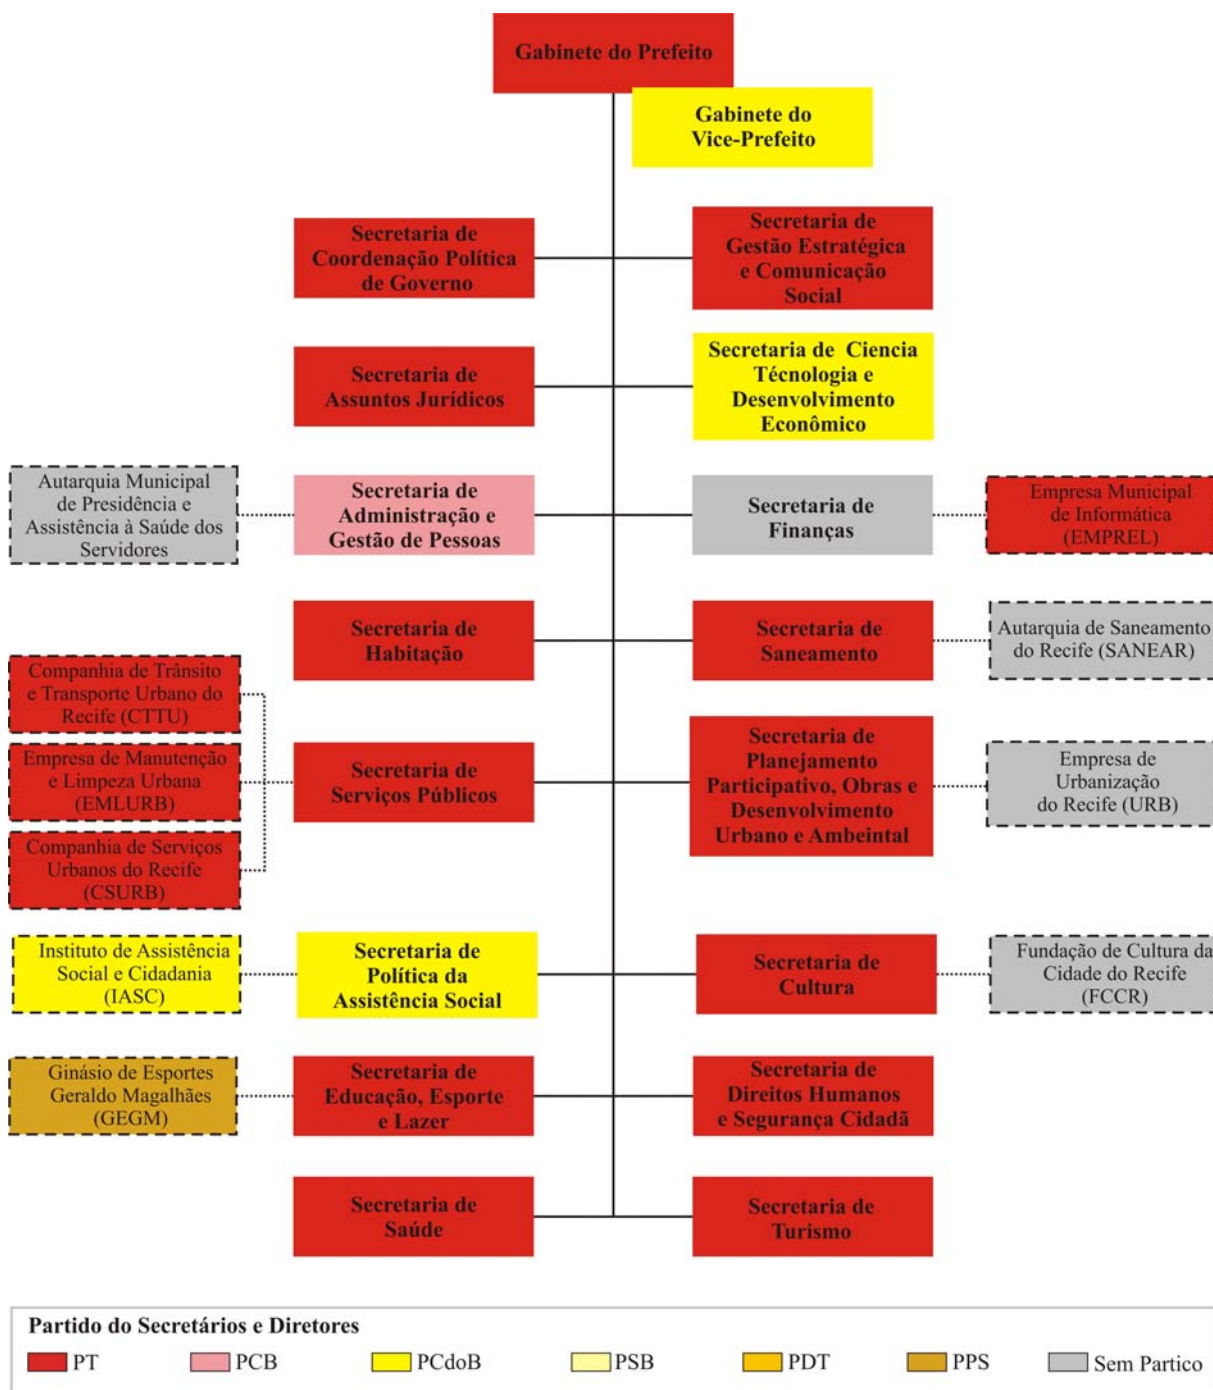 Gabinete do Prefeito
Gabinete do
Vice-Prefeito
Secretaria de
Coordenação Política
de Governo
Secretaria de
Gestão Estratégica
e Comunicação
Social
Secretaria de
Assuntos Jurídicos
Secretaria de Ciencia
Técnologia e
Desenvolvimento
Econômico
Autarquia Municipal
de Presidência e
Assistência à Saúde dos
Servidores
Secretaria de
Administração e
Gestão de Pessoas
Secretaria de
Finanças
Empresa Municipal
de Informática
(EMPREL)
Secretaria de
Habitação
Secretaria de
Saneamento
Autarquia de Saneamento
do Recife (SANEAR)
Companhia de Trânsito
e Transporte Urbano do
Recife (CTTU)
Empresa de Manutenção
e Limpeza Urbana
(EMLURB)
Companhia de Serviços
Urbanos do Recife
(CSURB)
Secretaria de
Serviços Públicos
Secretaria de
Planejamento
Participativo, Obras e
Desenvolvimento
Urbano e Ambeintal
Empresa de
Urbanização
do Recife (URB)
Instituto de Assistência
Social e Cidadania
(IASC)
Secretaria de
Política da
Assistência Social
Secretaria de
Cultura
Fundação de Cultura da
Cidade do Recife
(FCCR)
Ginásio de Esportes
Geraldo Magalhães
(GEGM)
Secretaria de
Educação, Esporte
e Lazer
Secretaria de
Direitos Humanos
e Segurança Cidadã
Secretaria de
Saúde
Secretaria de
Turismo
Partido do Secretários e Diretores
PT PCB PCdoB PSB PDT PPS Sem Partico